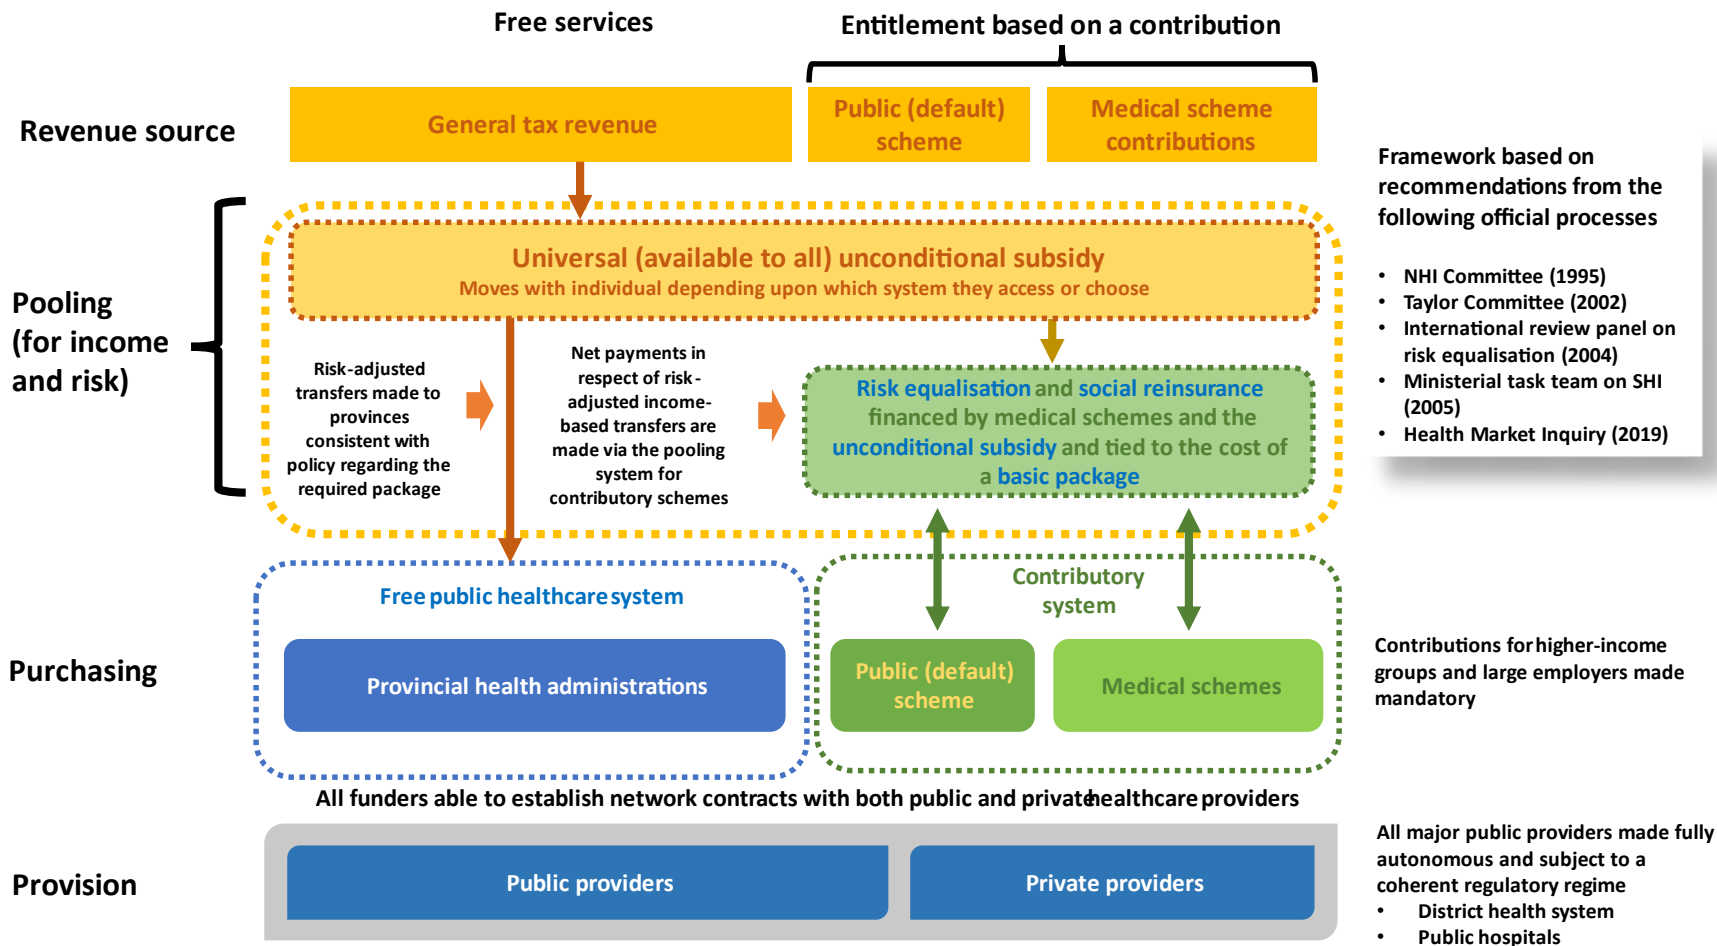 Free services
Entitlement based on a contribution
Revenue source
General tax revenue
Public (default)
scheme
Medical scheme
contributions
Framework based on
recommendations from the
following official processes
• NHI Committee (1995)
• Taylor Committee (2002)
• International review panel on
risk equalisation (2004)
• Ministerial task team on SHI
(2005)
• Health Market Inquiry (2019)
Pooling
(for income
and risk)
Universal (available to all) unconditional subsidy
Moves with individual depending upon which system they access or choose
Risk-adjusted
transfers made to
provinces
consistent with
policy regarding the
required package
Net payments in
respect of risk-
adjusted income-
based transfers are
made via the pooling
system for
contributory schemes
Risk equalisation and social reinsurance
financed by medical schemes and the
unconditional subsidy and tied to the cost of
a basic package
Purchasing
Free public healthcare system
Provincial health administrations
Contributory
system
Public (default)
scheme
Medical schemes
Contributions for higher-income
groups and large employers made
mandatory
All funders able to establish network contracts with both public and private healthcare providers
Provision
Public providers
Private providers
All major public providers made fully
autonomous and subject to a
coherent regulatory regime
• District health system
• Public hospitals